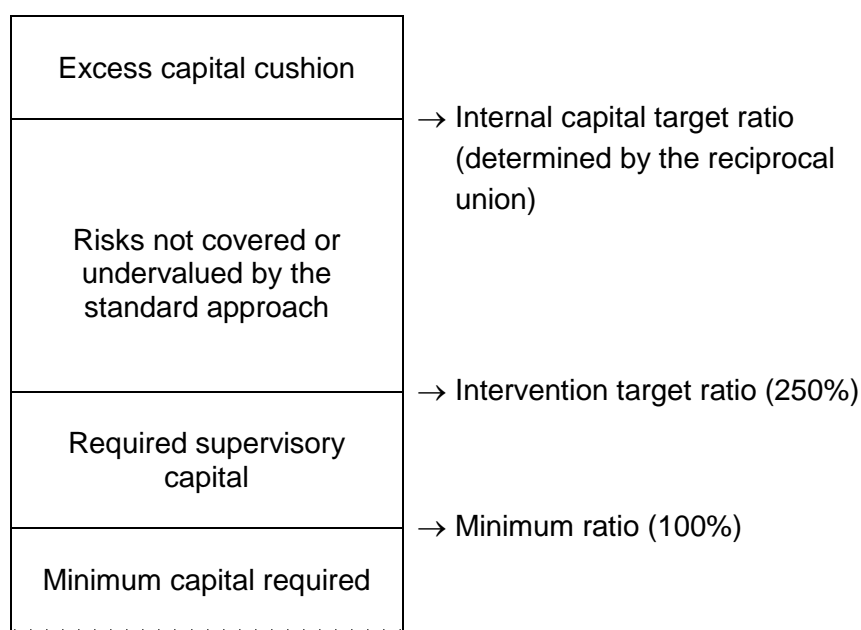 Excess capital cushion
→ Internal capital target ratio
(determined by the reciprocal
union)
Risks not covered or
undervalued by the
standard approach
→ Intervention target ratio (250%)
Required supervisory
capital
→ Minimum ratio (100%)
Minimum capital required